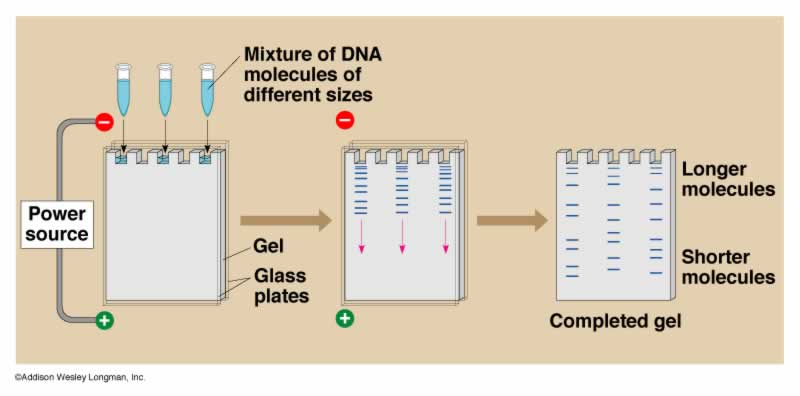 Mixture of DNA
molecules of
different sizes
−
−
Power
source
Gel
Glass
plates
+
+
Longer
molecules
Shorter
molecules
Completed gel
©Addison Wesley Longman, Inc.